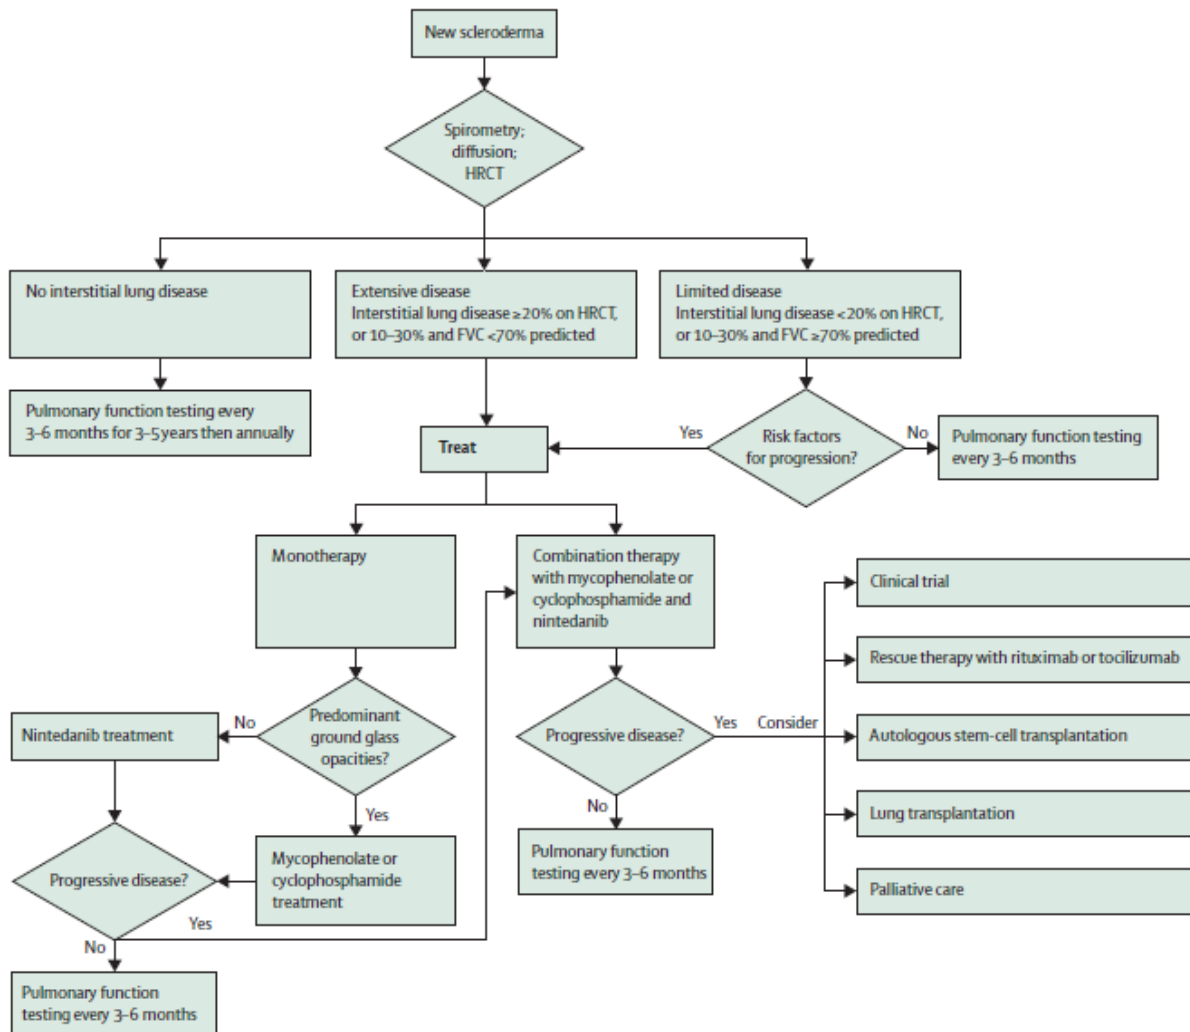 New scleroderma
Spirometry;
diffusion;
HRCT
No interstitial lung disease
Extensive disease
Interstitial lung disease ≥20% on HRCT,
or 10–30% and FVC <70% predicted
Limited disease
Interstitial lung disease <20% on HRCT,
or 10–30% and FVC ≥70% predicted
Pulmonary function testing every
3–6 months for 3–5 years then annually
Treat
Yes
Risk factors
for progression?
No
Pulmonary function testing
every 3–6 months
Monotherapy
Combination therapy
with mycophenolate or
cyclophosphamide and
nintedanib
Clinical trial
Rescue therapy with rituximab or tocilizumab
Nintedanib treatment
No
Predominant
ground glass
opacities?
Progressive disease?
Yes
Consider
Autologous stem-cell transplantation
Yes
No
Lung transplantation
Progressive disease?
Mycophenolate or
cyclophosphamide
treatment
Pulmonary function
testing every 3–6 months
Palliative care
Yes
No
Pulmonary function
testing every 3–6 months